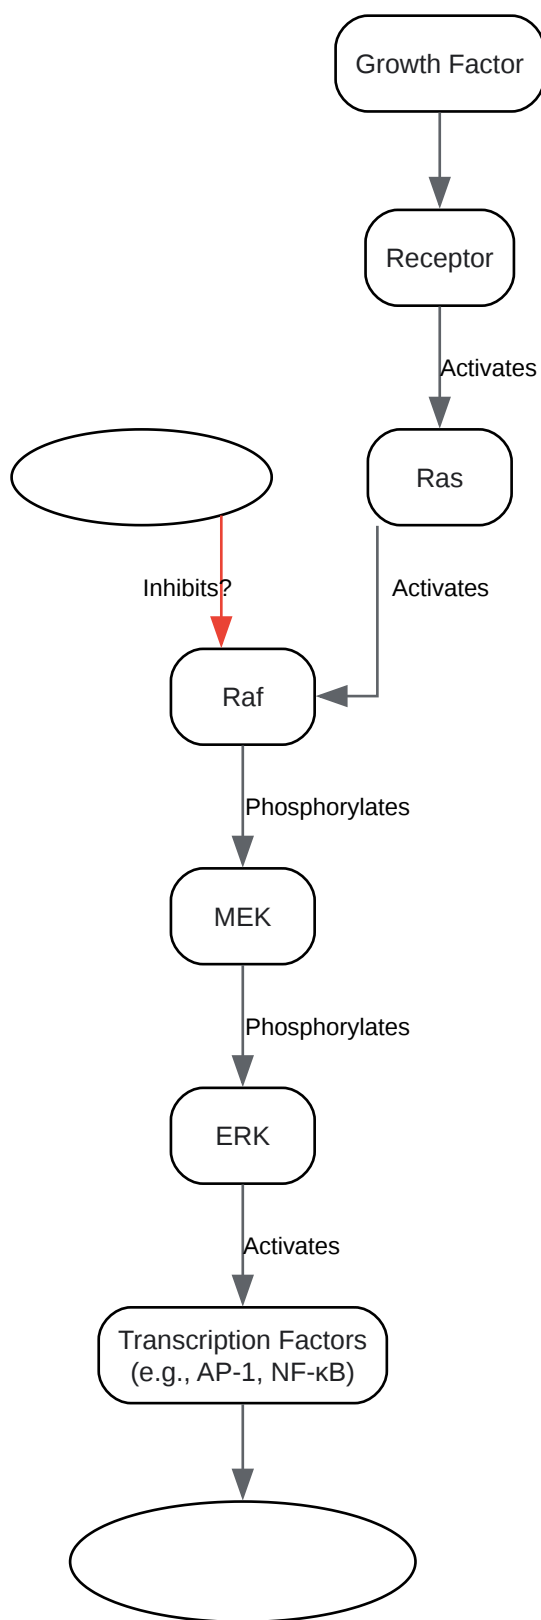 Growth Factor
Receptor
Activates
Ras
Inhibits?
Activates
Raf
Phosphorylates
MEK
Phosphorylates
ERK
Activates
Transcription Factors
(e.g., AP-1, NF-κB)